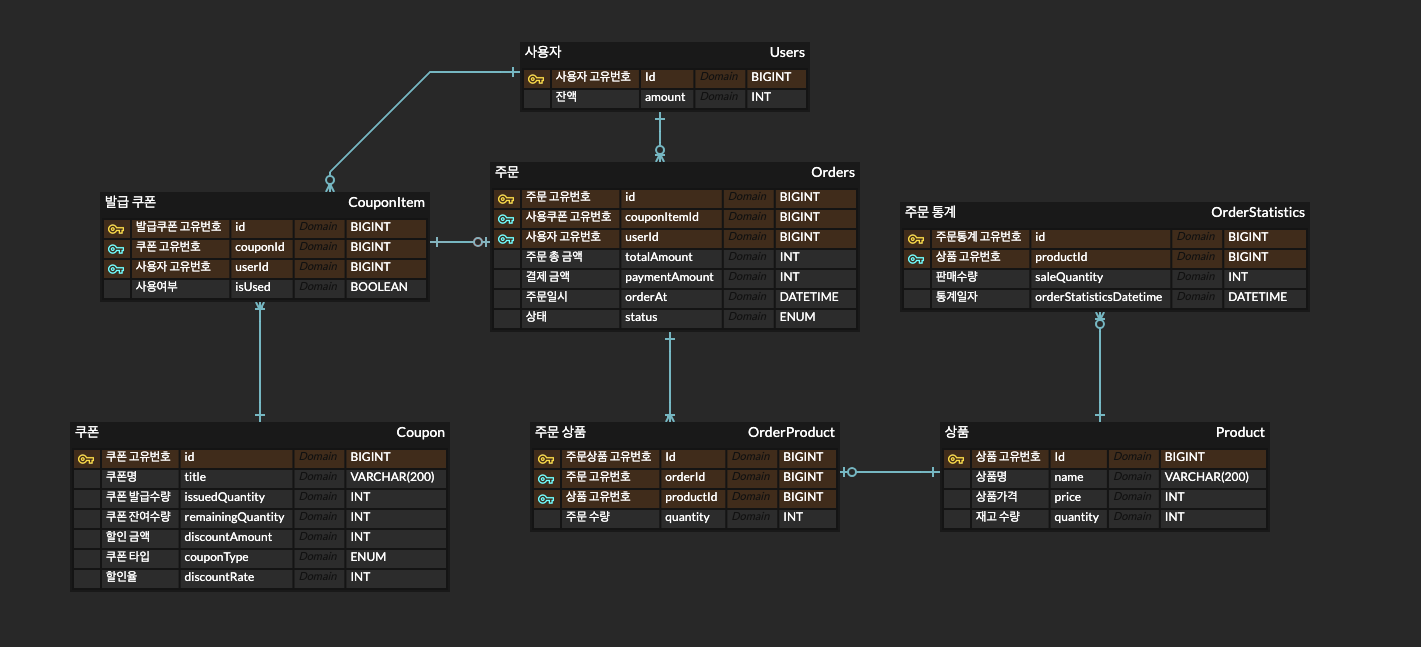 사용자 Users
사용자 고유번호 Id Domain BIGINT
잔액 amount Domain INT
주문 Orders
주문 고유번호 id Domain BIGINT
사용쿠폰 고유번호 couponItemId Domain BIGINT
사용자 고유번호 userId Domain BIGINT
주문 총 금액 totalAmount Domain INT
결제 금액 paymentAmount Domain INT
주문일시 orderAt Domain DATETIME
상태 status Domain ENUM
발급 쿠폰 CouponItem
발급쿠폰 고유번호 id Domain BIGINT
쿠폰 고유번호 couponId Domain BIGINT
사용자 고유번호 userId Domain BIGINT
사용여부 isUsed Domain BOOLEAN
주문 통계 OrderStatistics
주문통계 고유번호 id Domain BIGINT
상품 고유번호 productId Domain BIGINT
판매수량 saleQuantity Domain INT
통계일자 orderStatisticsDatetime Domain DATETIME
쿠폰 Coupon
쿠폰 고유번호 id Domain BIGINT
쿠폰명 title Domain VARCHAR(200)
쿠폰 발급수량 issuedQuantity Domain INT
쿠폰 잔여수량 remainingQuantity Domain INT
할인 금액 discountAmount Domain INT
쿠폰 타입 couponType Domain ENUM
할인율 discountRate Domain INT
주문 상품 OrderProduct
주문상품 고유번호 Id Domain BIGINT
주문 고유번호 orderId Domain BIGINT
상품 고유번호 productId Domain BIGINT
주문 수량 quantity Domain INT
상품 Product
상품 고유번호 Id Domain BIGINT
상품명 name Domain VARCHAR(200)
상품가격 price Domain INT
재고 수량 quantity Domain INT